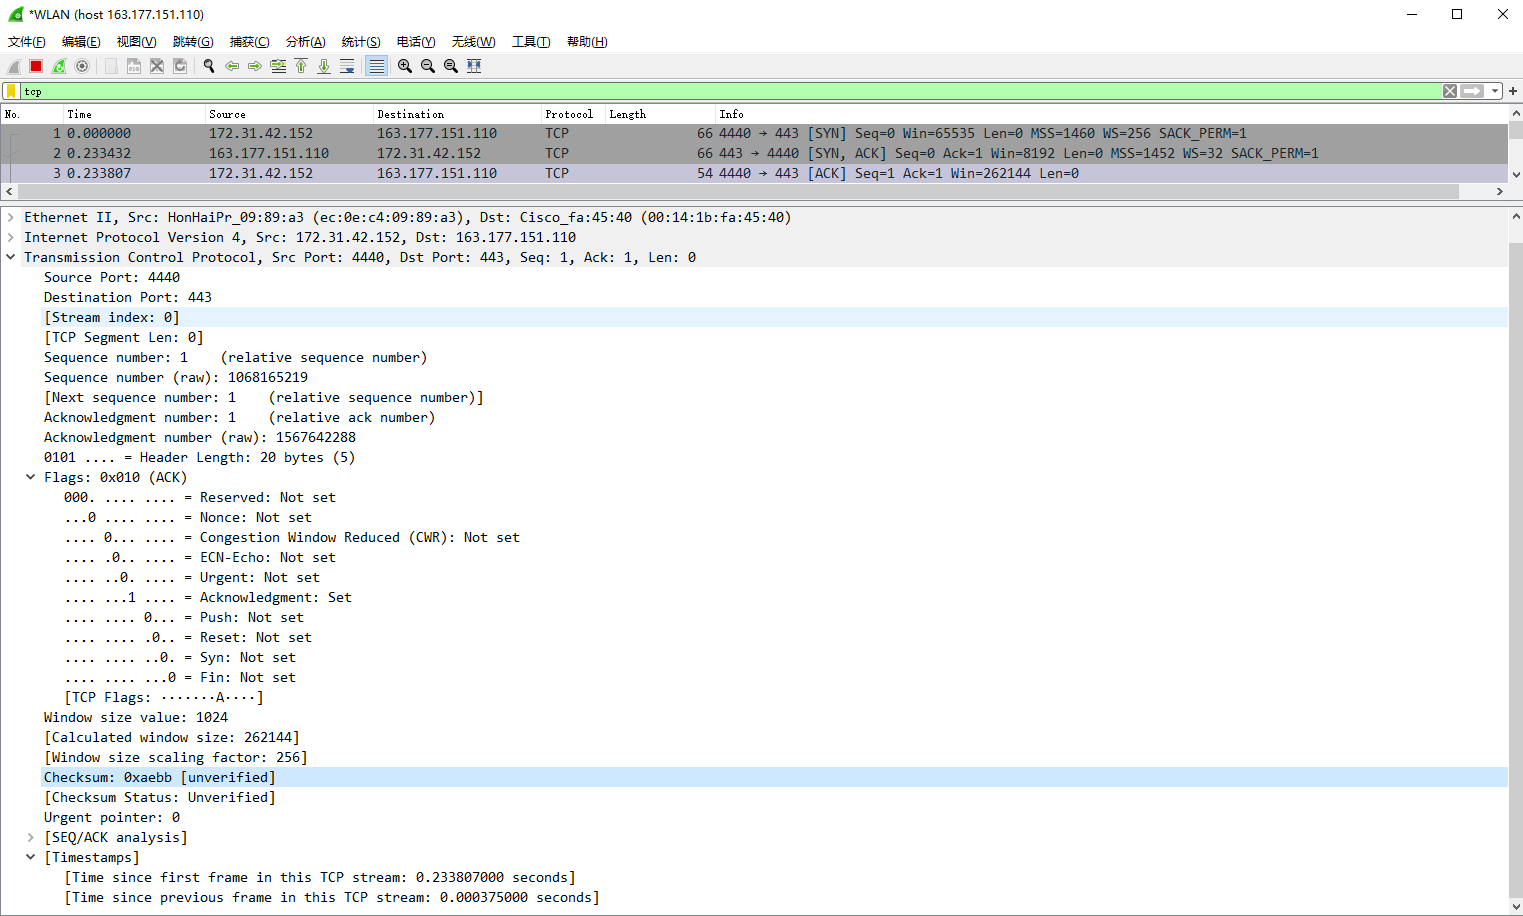 *WLAN (host 163.177.151.110)
文件(F) 编辑(E) 视图(V) 跳转(G) 捕获(C) 分析(A) 统计(S) 电话(Y) 无线(W) 工具(T) 帮助(H)
tcp
No. Time Source Destination Protocol Length Info
1 0.000000 172.31.42.152 163.177.151.110 TCP 66 4440 → 443 [SYN] Seq=0 Win=65535 Len=0 MSS=1460 WS=256 SACK_PERM=1
2 0.233432 163.177.151.110 172.31.42.152 TCP 66 443 → 4440 [SYN, ACK] Seq=0 Ack=1 Win=8192 Len=0 MSS=1452 WS=32 SACK_PERM=1
3 0.233807 172.31.42.152 163.177.151.110 TCP 54 4440 → 443 [ACK] Seq=1 Ack=1 Win=262144 Len=0
Ethernet II, Src: HonHaiPr_09:89:a3 (ec:0e:c4:09:89:a3), Dst: Cisco_fa:45:40 (00:14:1b:fa:45:40)
Internet Protocol Version 4, Src: 172.31.42.152, Dst: 163.177.151.110
Transmission Control Protocol, Src Port: 4440, Dst Port: 443, Seq: 1, Ack: 1, Len: 0
Source Port: 4440
Destination Port: 443
[Stream index: 0]
[TCP Segment Len: 0]
Sequence number: 1    (relative sequence number)
Sequence number (raw): 1068165219
[Next sequence number: 1    (relative sequence number)]
Acknowledgment number: 1    (relative ack number)
Acknowledgment number (raw): 1567642288
0101 .... = Header Length: 20 bytes (5)
Flags: 0x010 (ACK)
000. .... .... = Reserved: Not set
...0 .... .... = Nonce: Not set
.... 0... .... = Congestion Window Reduced (CWR): Not set
.... .0.. .... = ECN-Echo: Not set
.... ..0. .... = Urgent: Not set
.... ...1 .... = Acknowledgment: Set
.... .... 0... = Push: Not set
.... .... .0.. = Reset: Not set
.... .... ..0. = Syn: Not set
.... .... ...0 = Fin: Not set
[TCP Flags: ·······A····]
Window size value: 1024
[Calculated window size: 262144]
[Window size scaling factor: 256]
Checksum: 0xaebb [unverified]
[Checksum Status: Unverified]
Urgent pointer: 0
[SEQ/ACK analysis]
[Timestamps]
[Time since first frame in this TCP stream: 0.233807000 seconds]
[Time since previous frame in this TCP stream: 0.000375000 seconds]